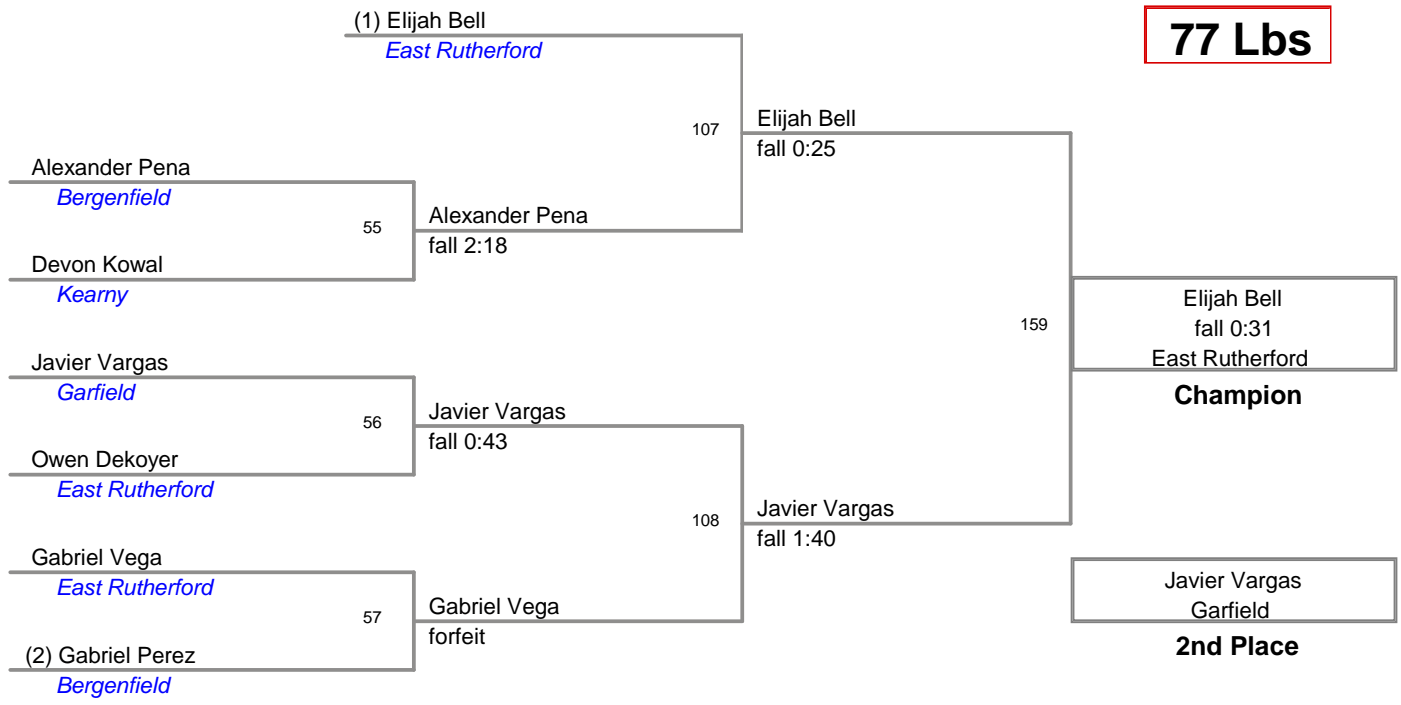 (1) Elijah Bell
East Rutherford
77 Lbs
107
Elijah Bell
fall 0:25
Alexander Pena
Bergenfield
55
Alexander Pena
fall 2:18
Devon Kowal
Kearny
159
Elijah Bell
fall 0:31
East Rutherford
Champion
Javier Vargas
Garfield
56
Javier Vargas
fall 0:43
Owen Dekoyer
East Rutherford
108
Javier Vargas
fall 1:40
Gabriel Vega
East Rutherford
57
Gabriel Vega
forfeit
(2) Gabriel Perez
Bergenfield
Javier Vargas
Garfield
2nd Place